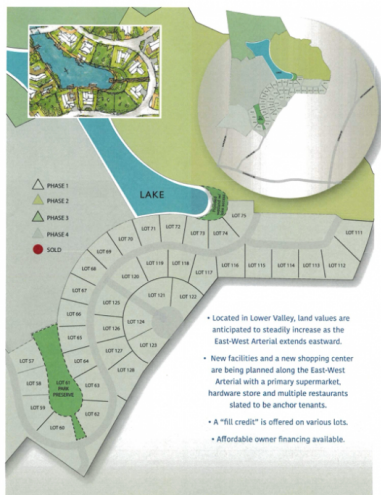 PHASE 1
PHASE 2
PHASE 3
PHASE 4
SOLD
LAKE
LOT 75
LOT 71
LOT 72
LOT 73
LOT 74
LOT 70
LOT 69
LOT 68
LOT 67
LOT 66
LOT 65
LOT 64
LOT 63
LOT 62
LOT 111
LOT 120
LOT 119
LOT 118
LOT 117
LOT 116
LOT 115
LOT 114
LOT 113
LOT 112
LOT 121
LOT 122
LOT 125
LOT 124
LOT 126
LOT 127
LOT 123
LOT 128
LOT 57
LOT 58
LOT 59
LOT 60
LOT 61
PARK
PRESERVE
• Located in Lower Valley, land values are
anticipated to steadily increase as the
East-West Arterial extends eastward.
• New facilities and a new shopping center
are being planned along the East-West
Arterial with a primary supermarket,
hardware store and multiple restaurants
slated to be anchor tenants.
• A "fill credit" is offered on various lots.
• Affordable owner financing available.